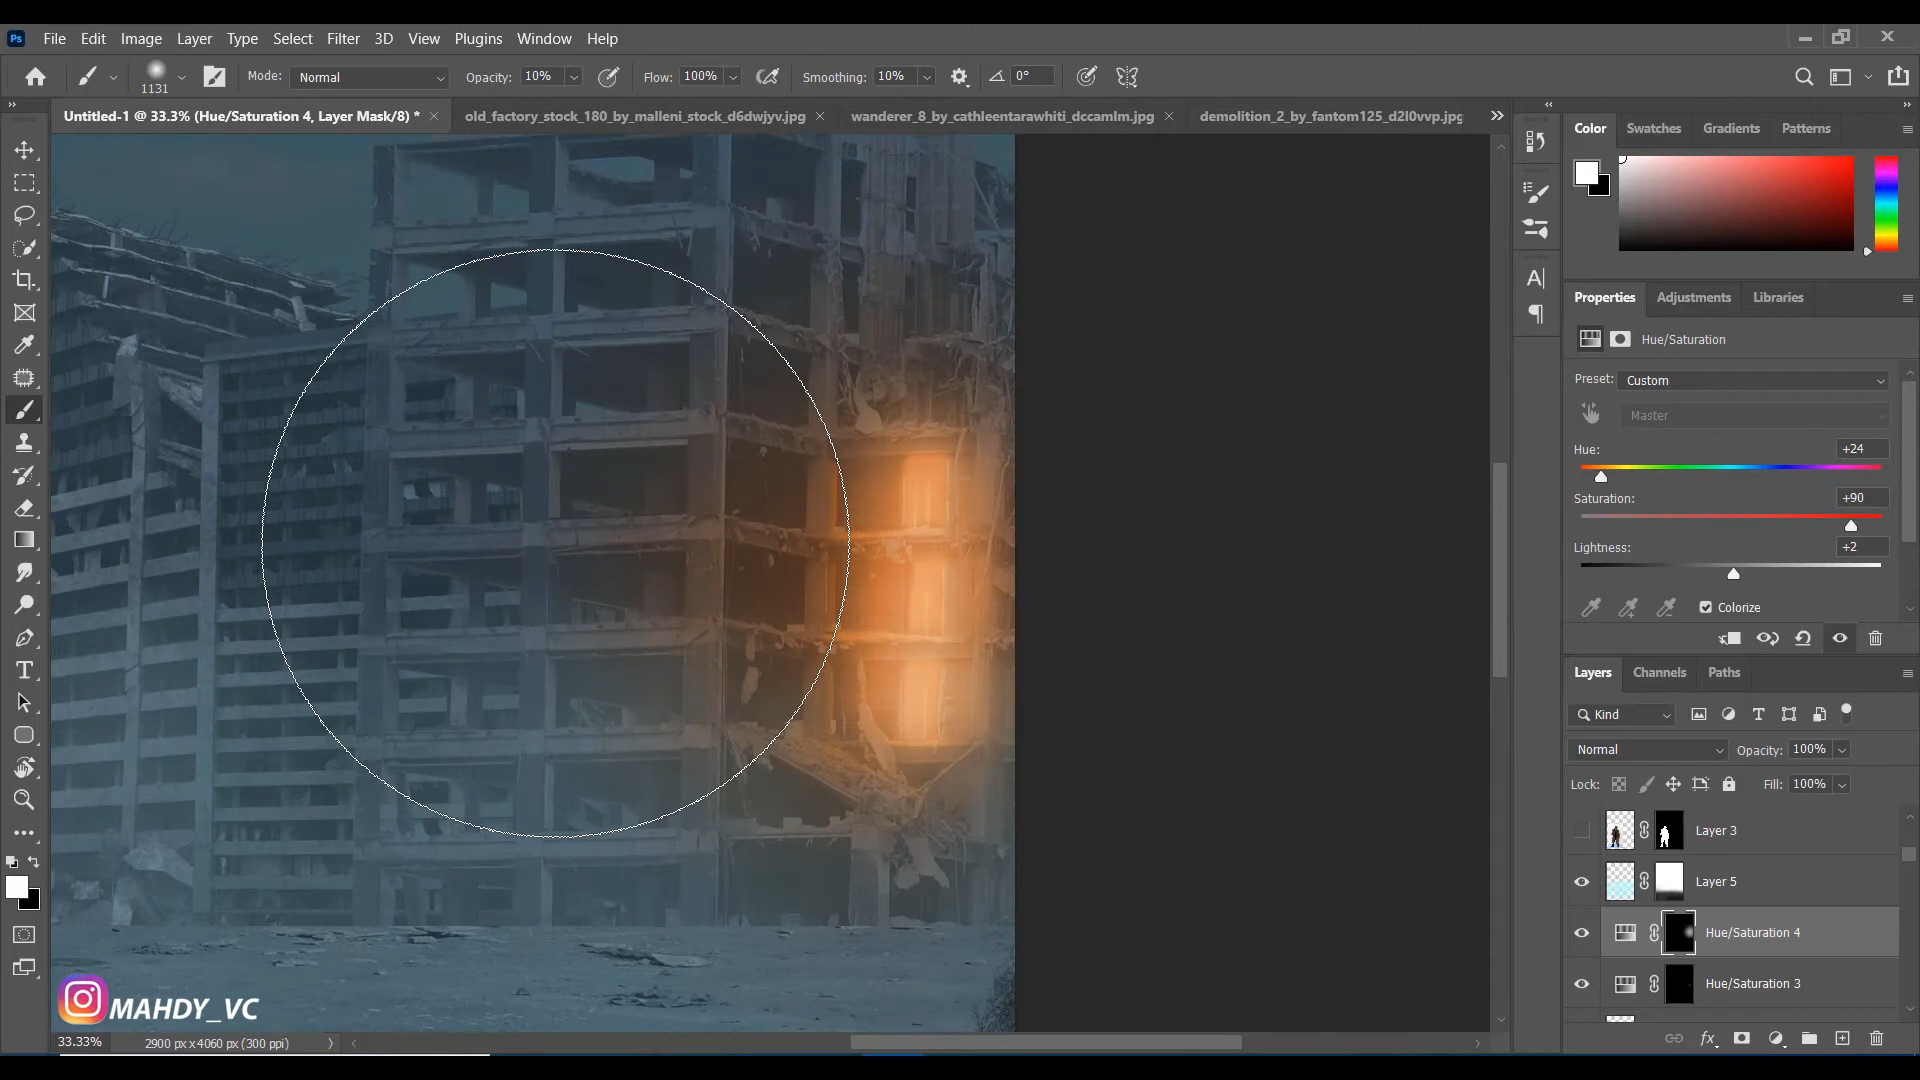 Ps File Edit Image Layer Type Select Filter 3D View Plugins Window Help
1131 Mode: Normal Opacity: 10% Flow: 100% Smoothing: 10% 0°
Untitled-1 @ 33.3% (Hue/Saturation 4, Layer Mask/8) * old_factory_stock_180_by_malleni_stock_d6dwjyv.jpg wanderer_8_by_cathleentarawhiti_dccamlm.jpg demolition_2_by_fantom125_d2l0vvp.jpg
Color Swatches Gradients Patterns
Properties Adjustments Libraries
Hue/Saturation
Preset: Custom
Master
Hue: +24
Saturation: +90
Lightness: +2
Colorize
Layers Channels Paths
Kind
Normal Opacity: 100%
Lock: Fill: 100%
Layer 3
Layer 5
Hue/Saturation 4
Hue/Saturation 3
MAHDY_VC
33.33% 2900 px x 4060 px (300 ppi)